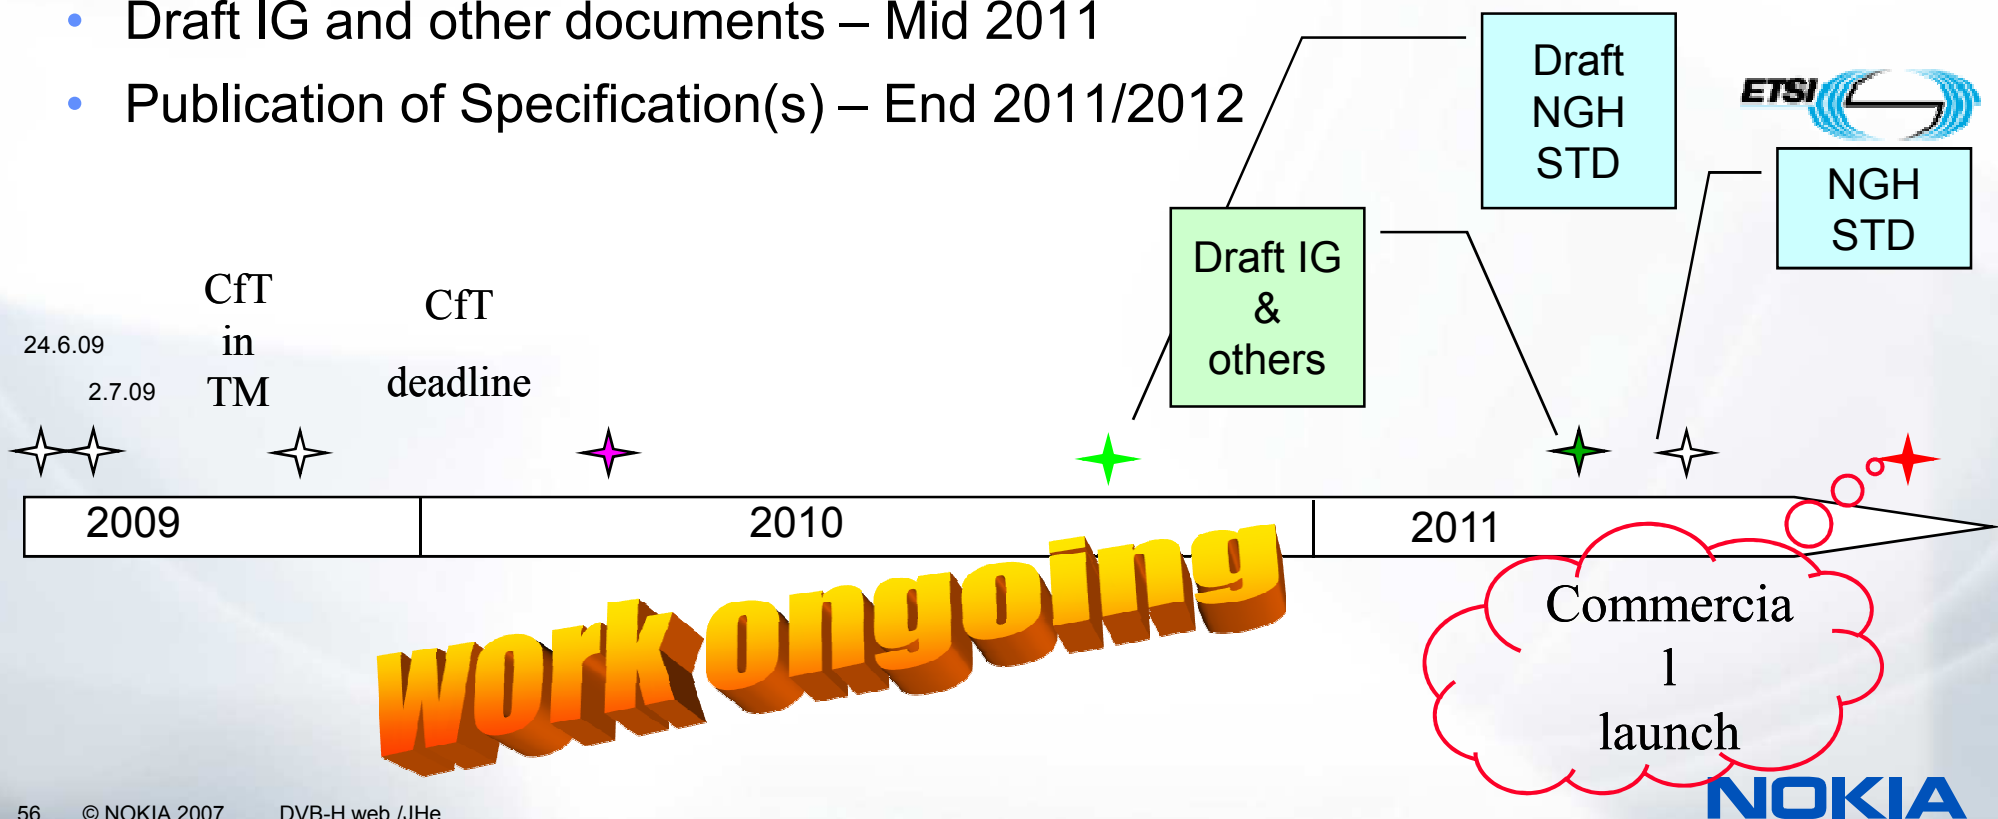 • Draft IG and other documents – Mid 2011
• Publication of Specification(s) – End 2011/2012
Draft
NGH
STD
ETSI
NGH
STD
Draft IG
&
others
CfT
in
TM
CfT
deadline
24.6.09
2.7.09
2009
2010
2011
work ongoing
Commercia
l
launch
NOKIA
56 © NOKIA 2007 DVB-H web /JHe